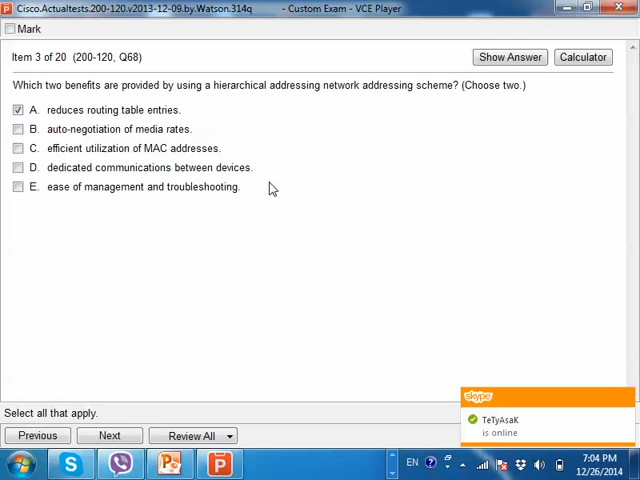 Cisco.Actualtests.200-120.v2013-12-09.by.Watson.314q - Custom Exam - VCE Player
Mark
Item 3 of 20 (200-120, Q68)
Show Answer
Calculator
Which two benefits are provided by using a hierarchical addressing network addressing scheme? (Choose two.)
A. reduces routing table entries.
B. auto-negotiation of media rates.
C. efficient utilization of MAC addresses.
D. dedicated communications between devices.
E. ease of management and troubleshooting.
skype
TeTyAsaK
is online
Select all that apply.
Previous
Next
Review All
EN
7:04 PM
12/26/2014